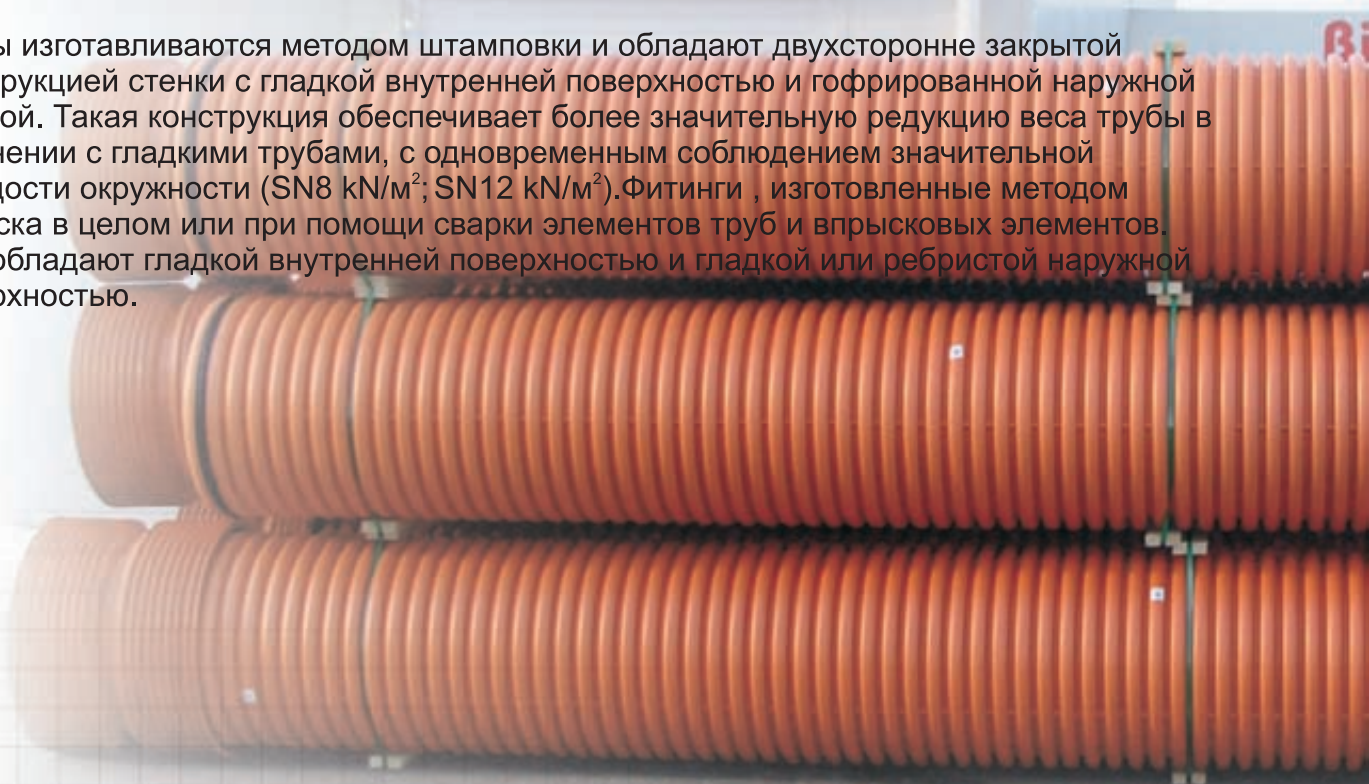 ы изготавливаются методом штамповки и обладают двухсторонне закрытой
рукцией стенки с гладкой внутренней поверхностью и гофрированной наружной
ой. Такая конструкция обеспечивает более значительную редукцию веса трубы в
нении с гладкими трубами, с одновременным соблюдением значительной
дости окружности (SN8 kN/м²; SN12 kN/м²).Фитинги , изготовленные методом
ска в целом или при помощи сварки элементов труб и впрысковых элементов.
обладают гладкой внутренней поверхностью и гладкой или ребристой наружной
рхностью.